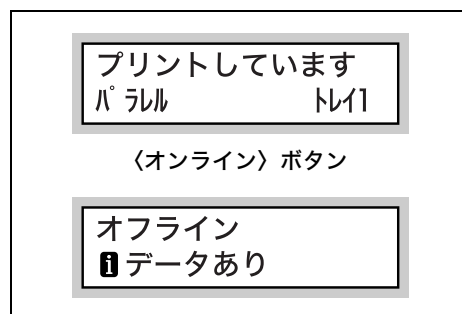 プリントしています
ﾊﾟﾗﾚﾙ ﾄﾚｲ1
〈オンライン〉ボタン
オフライン
ℹデータあり